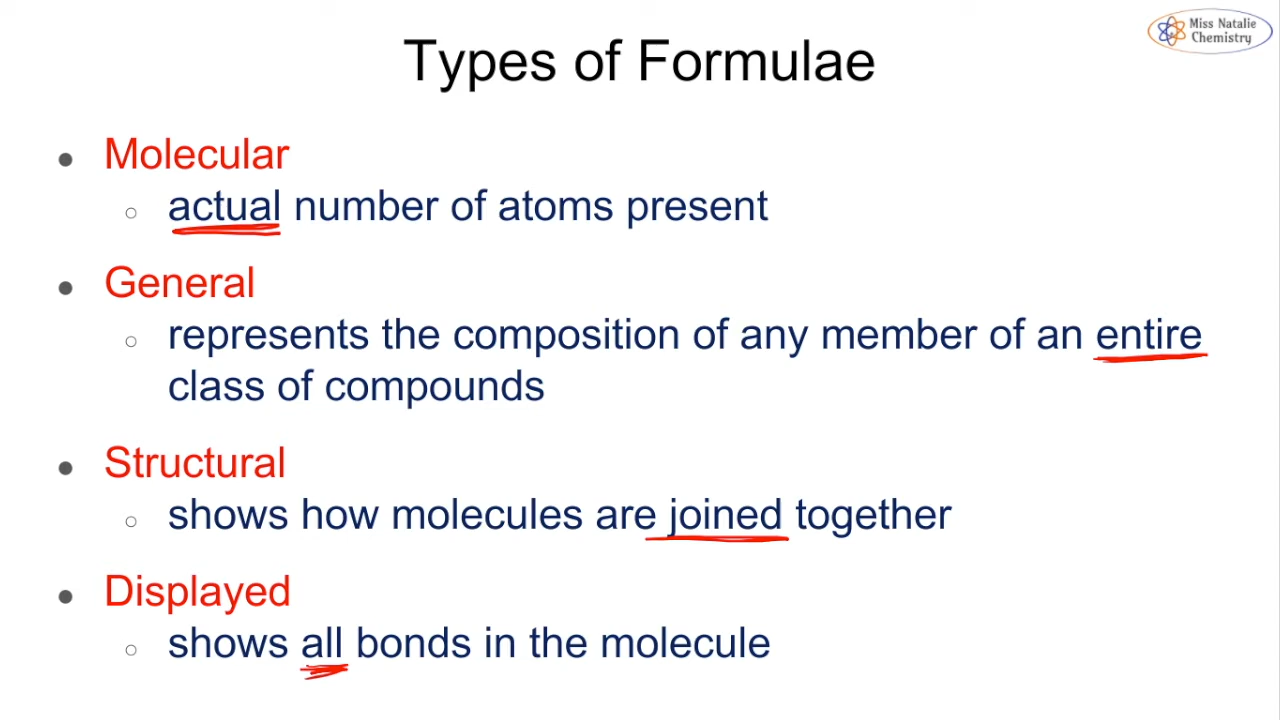 Miss Natalie
Chemistry
Types of Formulae
● Molecular
○ actual number of atoms present
● General
○ represents the composition of any member of an entire
class of compounds
● Structural
○ shows how molecules are joined together
● Displayed
○ shows all bonds in the molecule